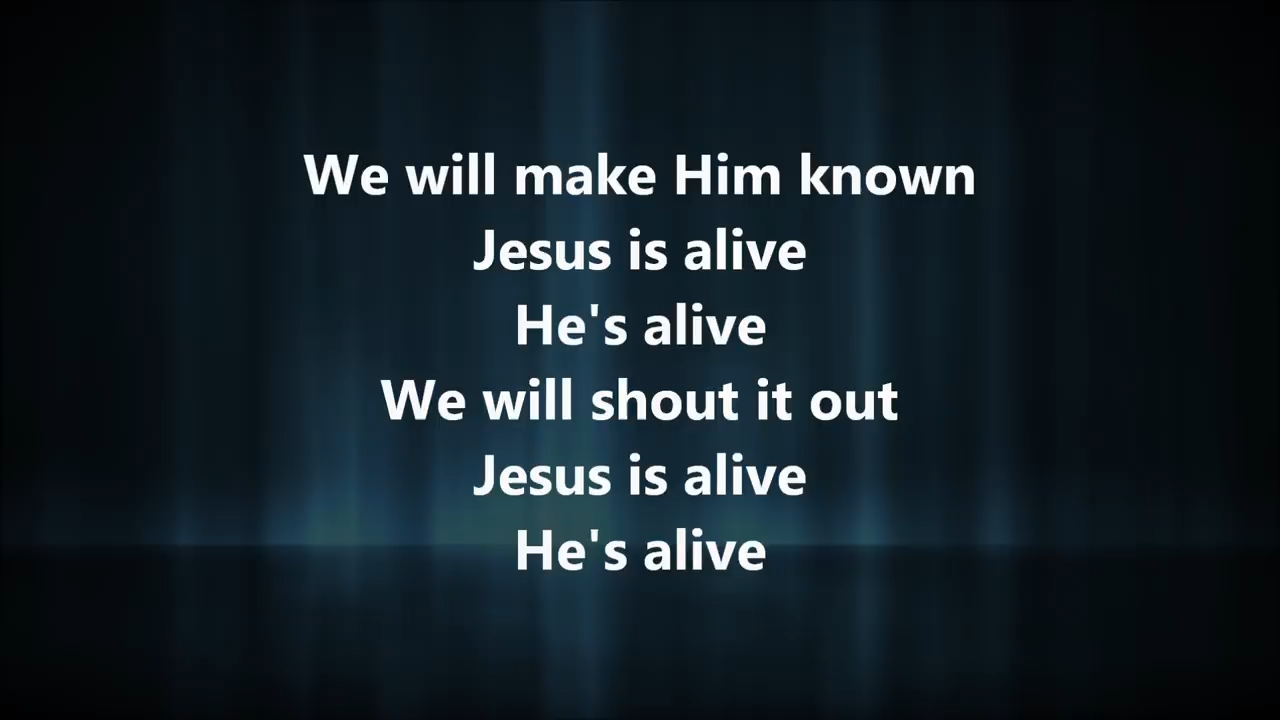 We will make Him known
Jesus is alive
He's alive
We will shout it out
Jesus is alive
He's alive